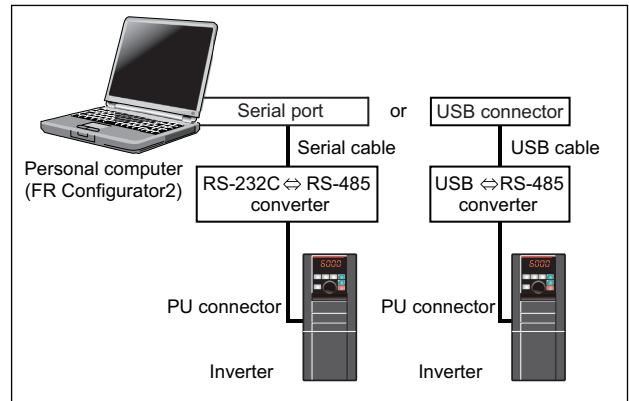 Serial port
or
USB connector
Serial cable
USB cable
Personal computer
(FR Configurator2)
RS-232C ⇔ RS-485
converter
USB ⇔RS-485
converter
PU connector
PU connector
Inverter
Inverter